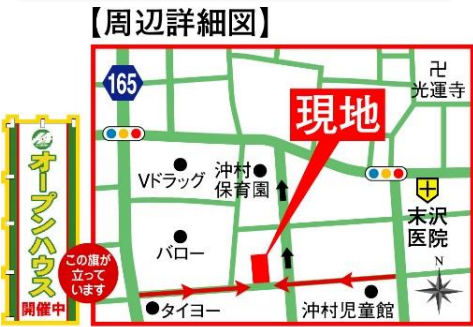 【周辺詳細図】
165
卍
光運寺
現地
Vドラッグ
沖村
保育園
末沢
医院
オープンハウス
開催中
この旗が
立って
います
バロー
N
タイヨー
沖村児童館